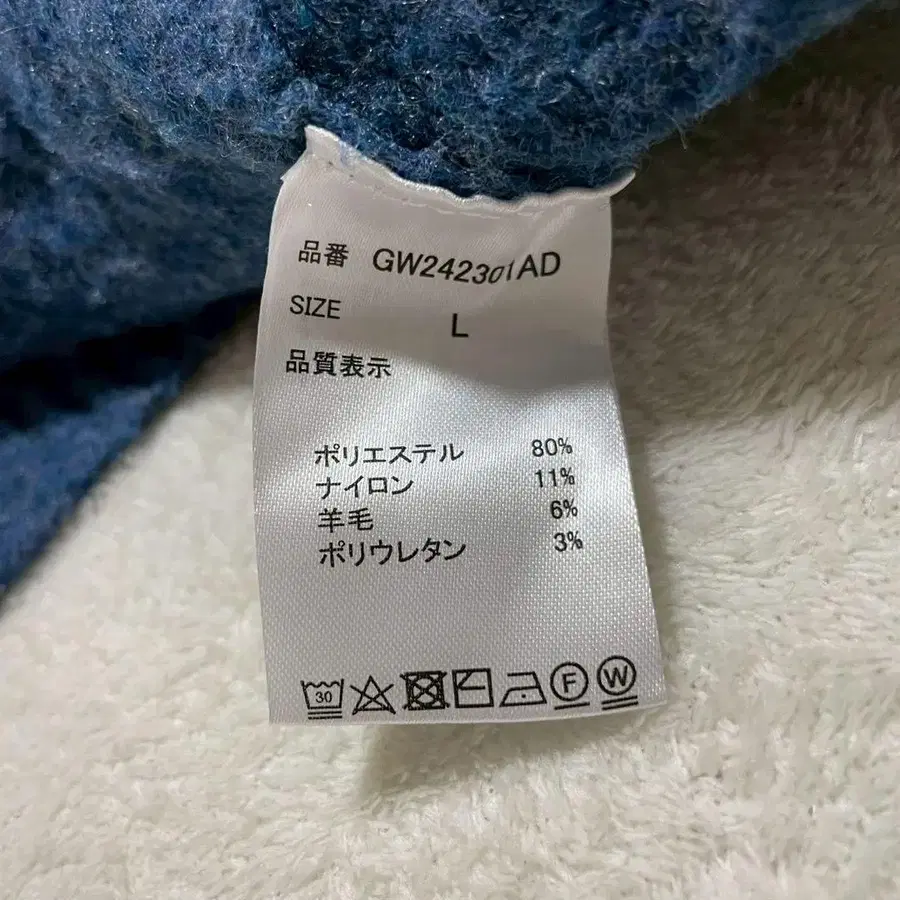 品番 GW242301AD
SIZE L
品質表示
ポリエステル 80%
ナイロン 11%
羊毛 6%
ポリウレタン 3%
30 F W